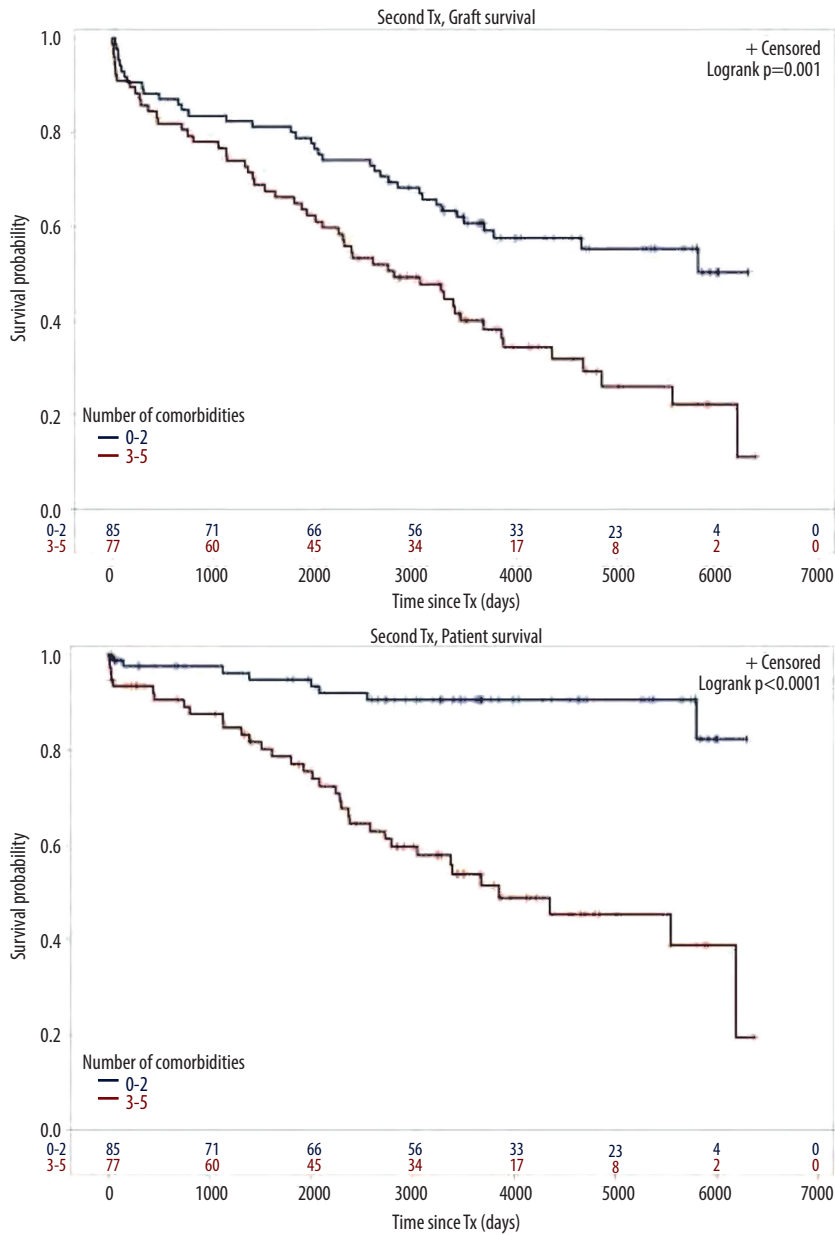 Second Tx, Graft survival
+ Censored
Logrank p=0.001
1.0
0.8
0.6
0.4
0.2
0.0
Survival probability
Number of comorbidities
0-2
3-5
0-2 85 71 66 56 33 23 4 0
3-5 77 60 45 34 17 8 2 0
0 1000 2000 3000 4000 5000 6000 7000
Time since Tx (days)
Second Tx, Patient survival
+ Censored
Logrank p<0.0001
1.0
0.8
0.6
0.4
0.2
0.0
Survival probability
Number of comorbidities
0-2
3-5
0-2 85 71 66 56 33 23 4 0
3-5 77 60 45 34 17 8 2 0
0 1000 2000 3000 4000 5000 6000 7000
Time since Tx (days)